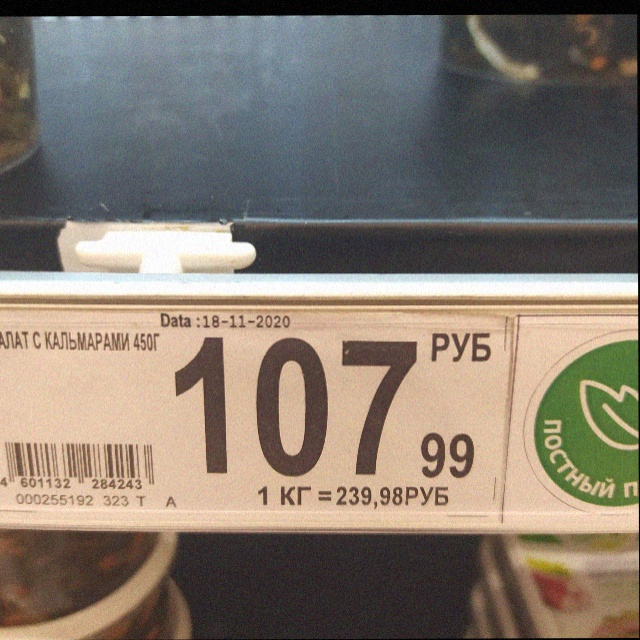 Data :18-11-2020
АЛАТ С КАЛЬМАРАМИ 450Г
107 99 РУБ
1 КГ = 239,98РУБ
4 601132 284243
000255192 323 Т А
ПОСТНЫЙ П